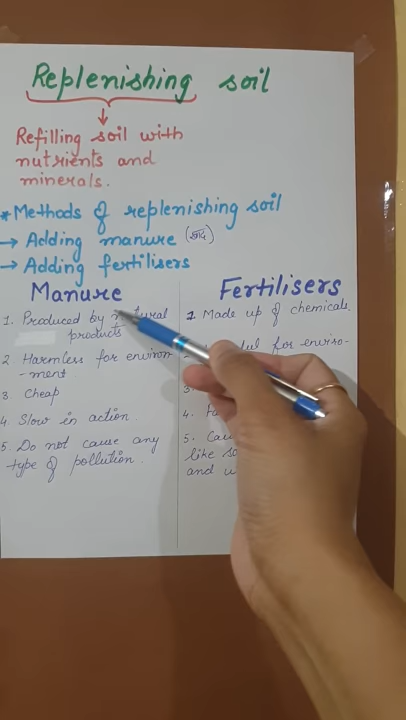 Replenishing soil
Refilling soil with
nutrients and
minerals.
* Methods of replenishing soil
→ Adding manure (खाद)
→ Adding fertilisers
Manure
1. Produced by natural
products
2 Harmless for environ
-ment
3 Cheap
4. Slow in action.
5. Do not cause any
type of pollution.
Fertilisers
1. Made up of chemicals.
for enviro-
3.
4.
5.
like
and